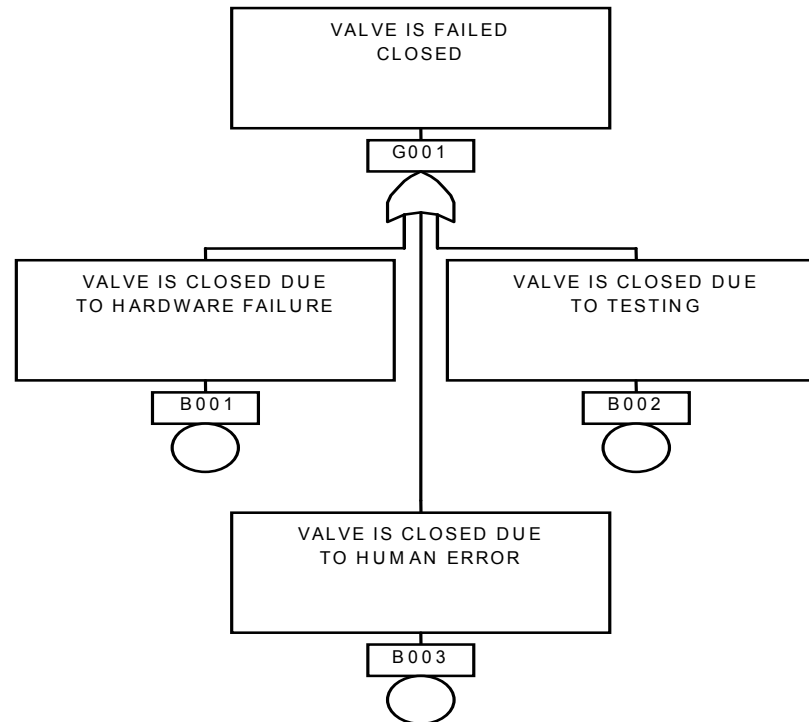 VALVE IS FAILED
CLOSED
G001
VALVE IS CLOSED DUE
TO HARDWARE FAILURE
B001
VALVE IS CLOSED DUE
TO TESTING
B002
VALVE IS CLOSED DUE
TO HUMAN ERROR
B003